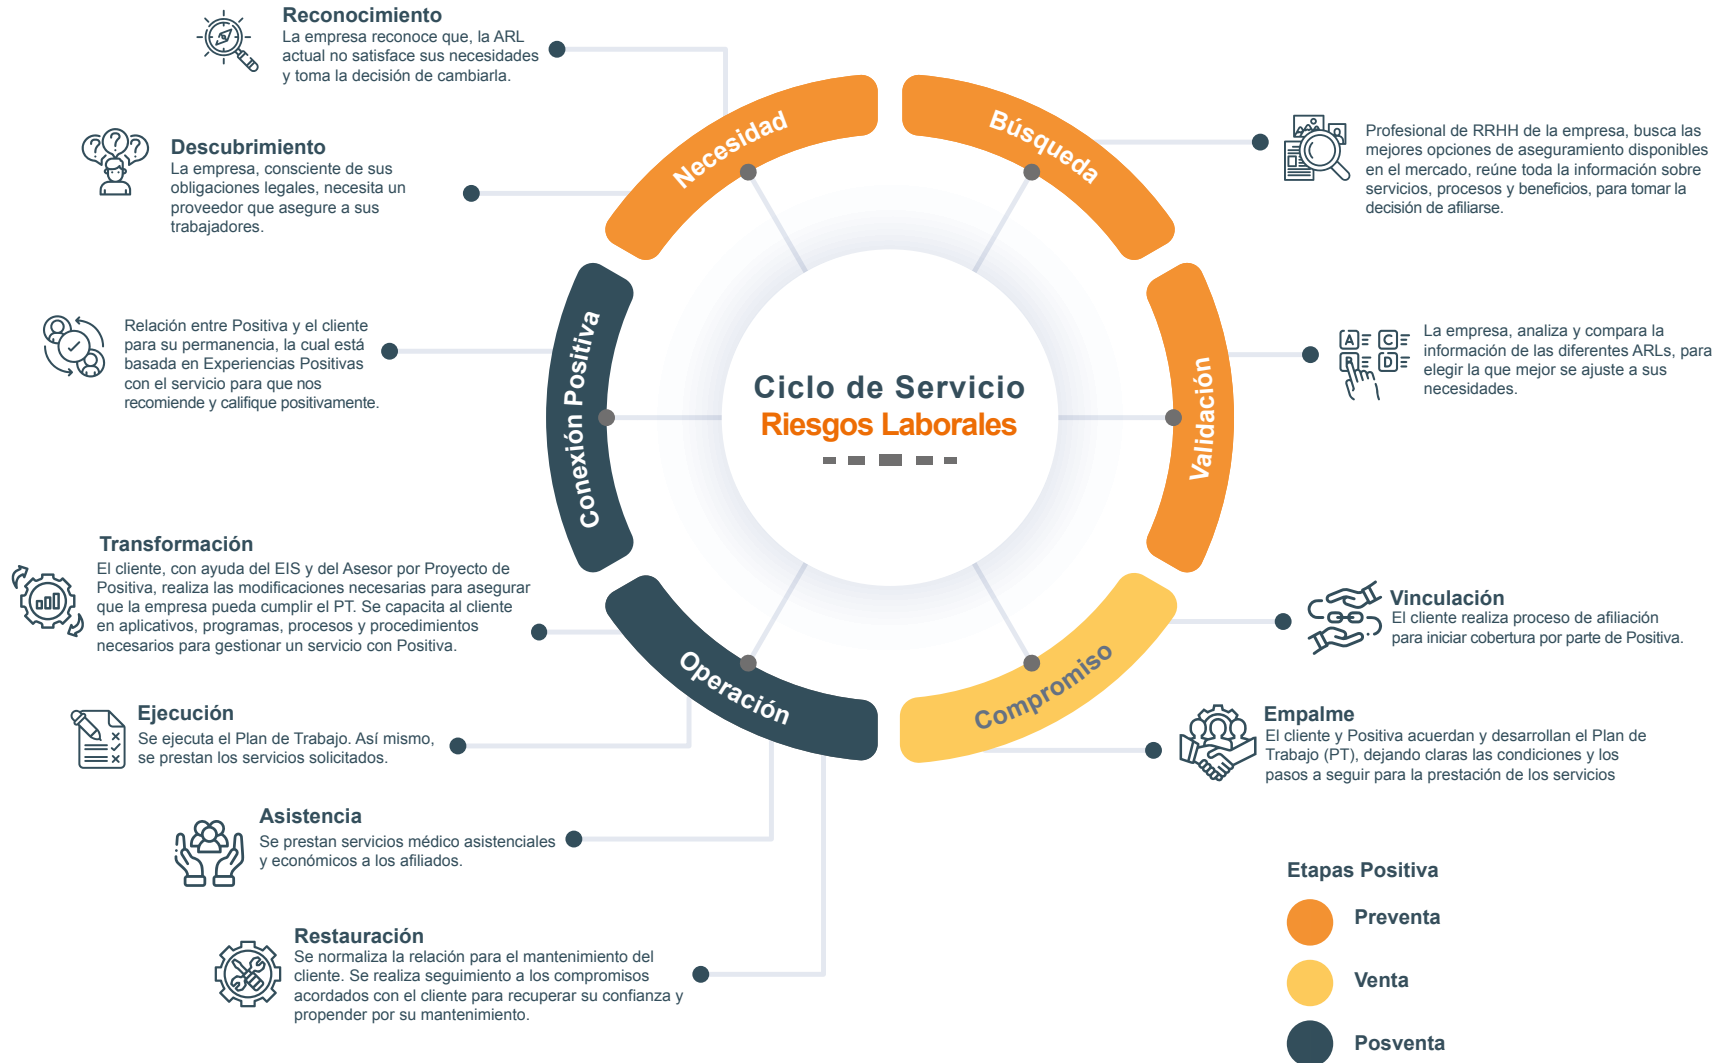 Reconocimiento
La empresa reconoce que, la ARL
actual no satisface sus necesidades
y toma la decisión de cambiarla.
Descubrimiento
La empresa, consciente de sus
obligaciones legales, necesita un
proveedor que asegure a sus
trabajadores.
Relación entre Positiva y el cliente
para su permanencia, la cual está
basada en Experiencias Positivas
con el servicio para que nos
recomiende y califique positivamente.
Transformación
El cliente, con ayuda del EIS y del Asesor por Proyecto de
Positiva, realiza las modificaciones necesarias para asegurar
que la empresa pueda cumplir el PT. Se capacita al cliente
en aplicativos, programas, procesos y procedimientos
necesarios para gestionar un servicio con Positiva.
Ejecución
Se ejecuta el Plan de Trabajo. Así mismo,
se prestan los servicios solicitados.
Asistencia
Se prestan servicios médico asistenciales
y económicos a los afiliados.
Restauración
Se normaliza la relación para el mantenimiento del
cliente. Se realiza seguimiento a los compromisos
acordados con el cliente para recuperar su confianza y
propender por su mantenimiento.
Necesidad
Búsqueda
Validación
Compromiso
Operación
Conexión Positiva
Ciclo de Servicio
Riesgos Laborales
Profesional de RRHH de la empresa, busca las
mejores opciones de aseguramiento disponibles
en el mercado, reúne toda la información sobre
servicios, procesos y beneficios, para tomar la
decisión de afiliarse.
A C
B D
La empresa, analiza y compara la
información de las diferentes ARLs, para
elegir la que mejor se ajuste a sus
necesidades.
Vinculación
El cliente realiza proceso de afiliación
para iniciar cobertura por parte de Positiva.
Empalme
El cliente y Positiva acuerdan y desarrollan el Plan de
Trabajo (PT), dejando claras las condiciones y los
pasos a seguir para la prestación de los servicios
Etapas Positiva
Preventa
Venta
Posventa